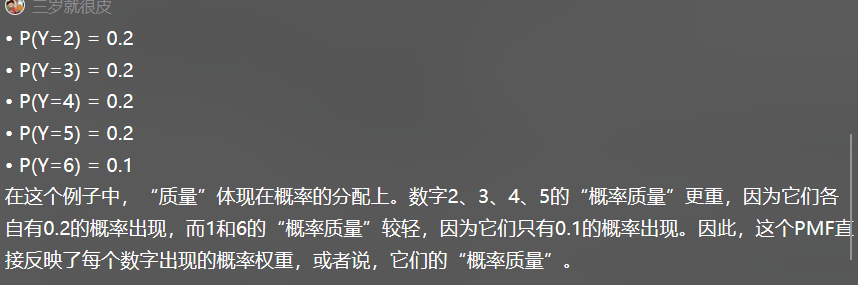 三岁就很皮
• P(Y=2) = 0.2
• P(Y=3) = 0.2
• P(Y=4) = 0.2
• P(Y=5) = 0.2
• P(Y=6) = 0.1
在这个例子中，“质量”体现在概率的分配上。数字2、3、4、5的“概率质量”更重，因为它们各
自有0.2的概率出现，而1和6的“概率质量”较轻，因为它们只有0.1的概率出现。因此，这个PMF直
接反映了每个数字出现的概率权重，或者说，它们的“概率质量”。